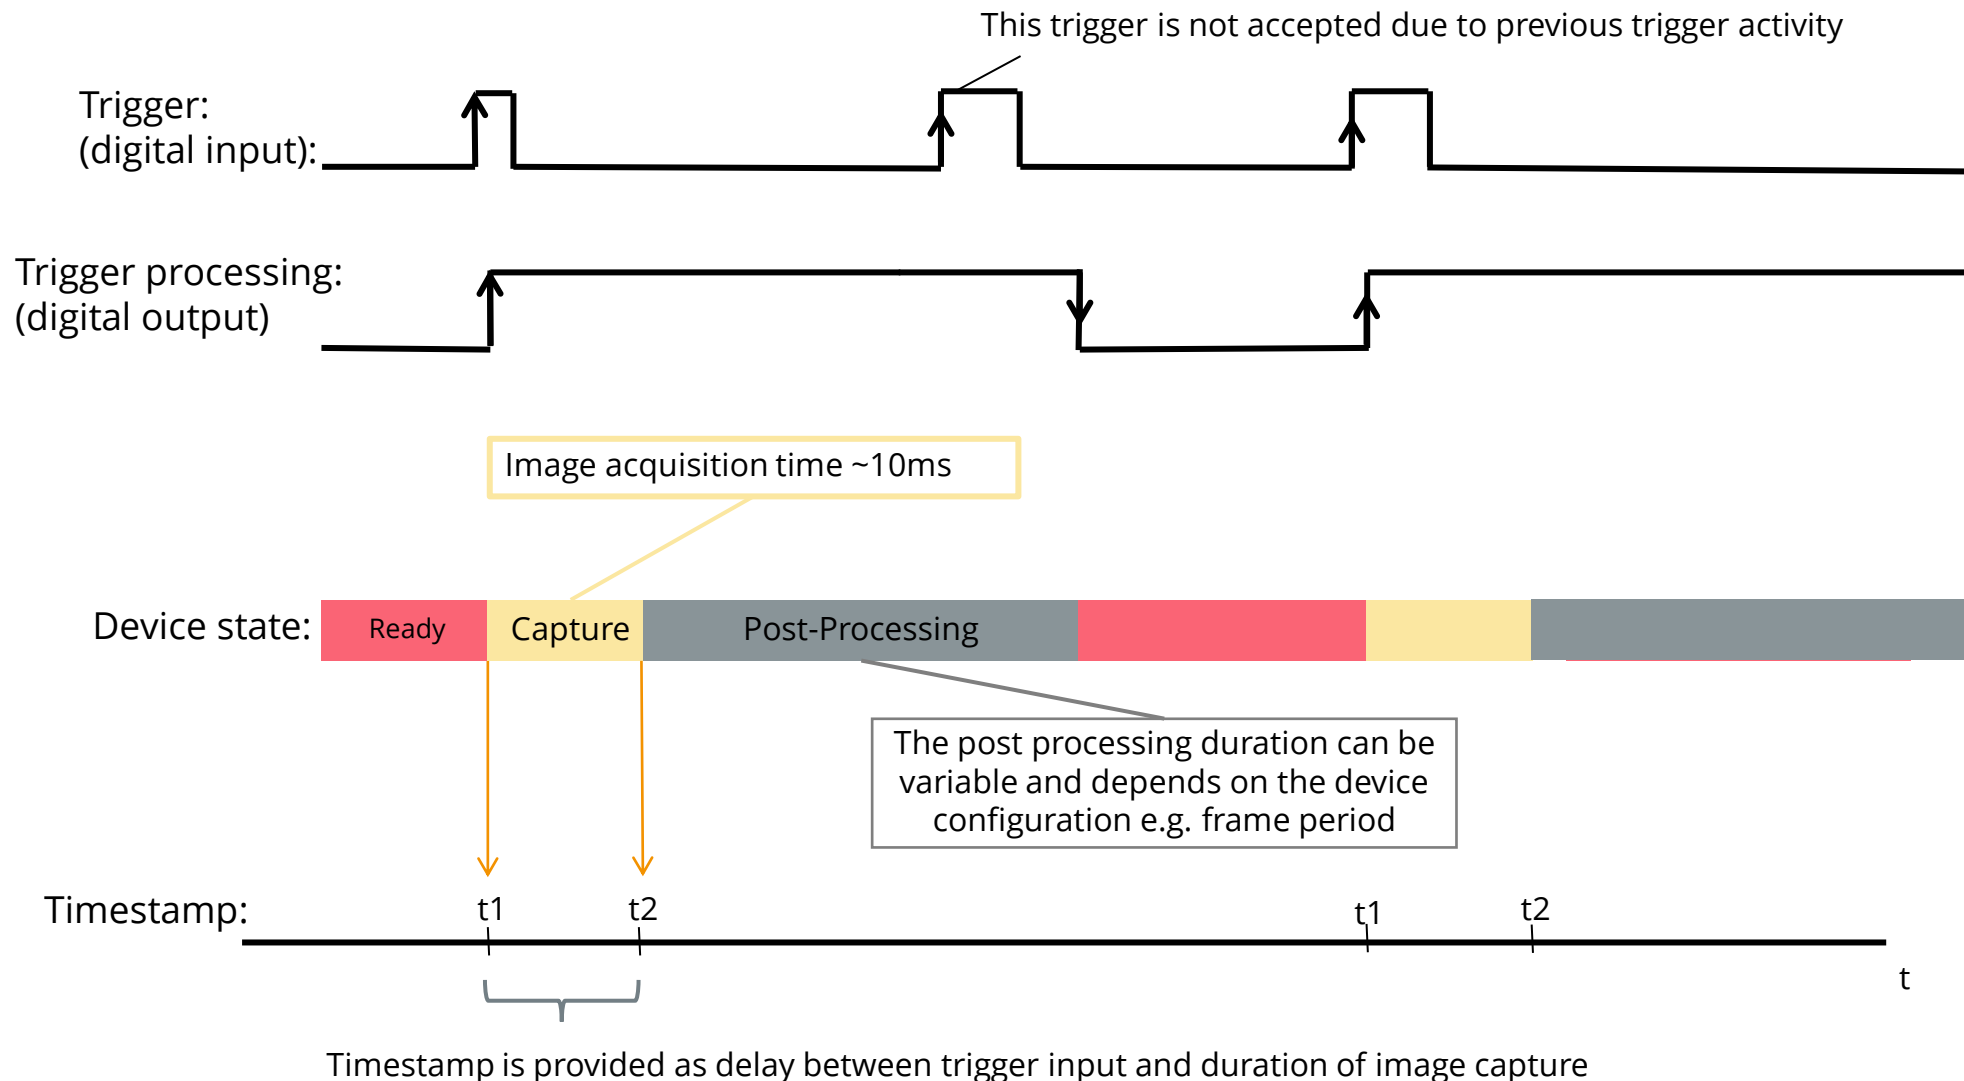 This trigger is not accepted due to previous trigger activity
Trigger:
(digital input):
Trigger processing:
(digital output)
Image acquisition time ~10ms
Device state:
Ready
Capture
Post-Processing
The post processing duration can be
variable and depends on the device
configuration e.g. frame period
Timestamp:
t1
t2
t1
t2
t
Timestamp is provided as delay between trigger input and duration of image capture